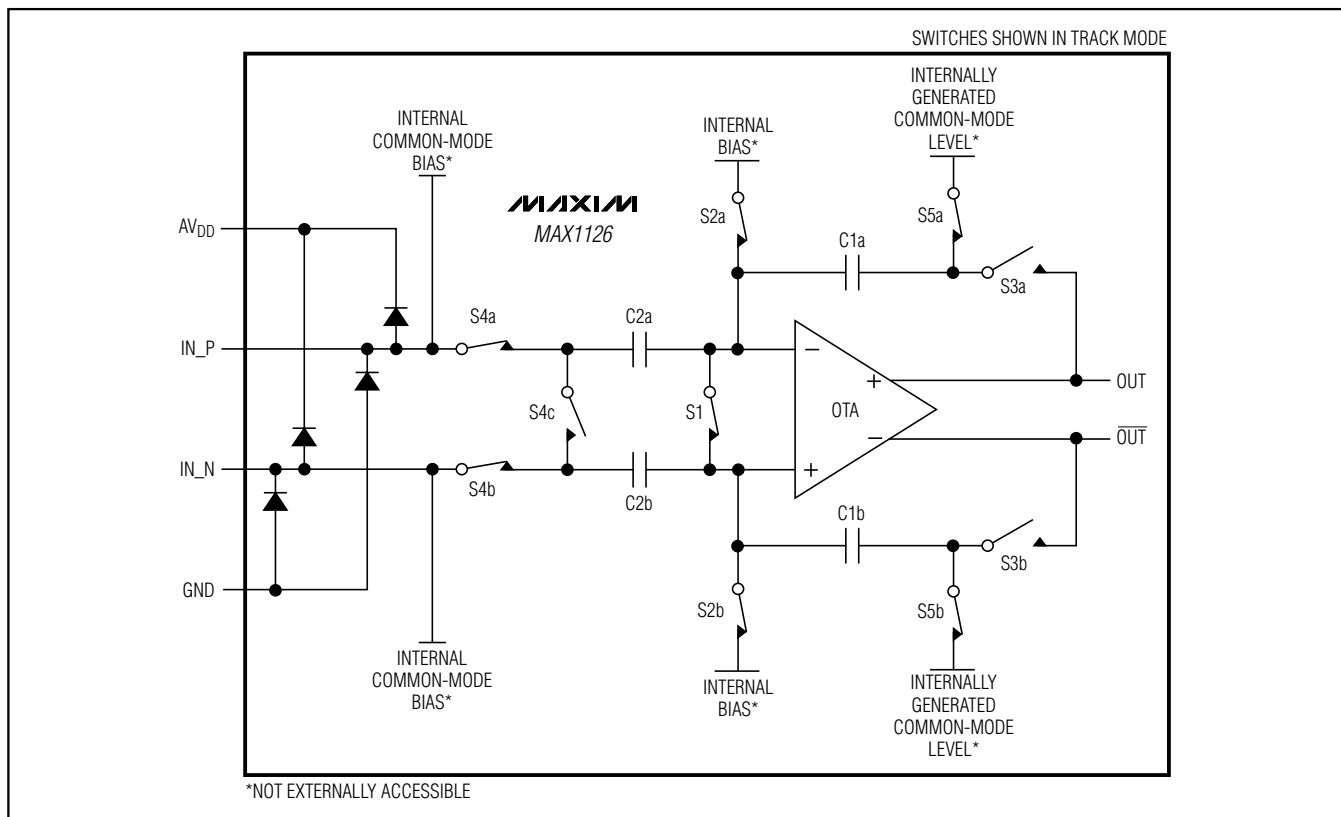 SWITCHES SHOWN IN TRACK MODE
INTERNALLY
GENERATED
COMMON-MODE
LEVEL*
INTERNAL
COMMON-MODE
BIAS*
INTERNAL
BIAS*
MAXIM
MAX1126
S2a
S5a
AVDD
C1a
S3a
S4a
C2a
IN_P
−
+
OUT
S4c
S1
OTA
−
OUT
IN_N
+
S4b
C2b
C1b
S3b
GND
S2b
S5b
INTERNAL
COMMON-MODE
BIAS*
INTERNAL
BIAS*
INTERNALLY
GENERATED
COMMON-MODE
LEVEL*
*NOT EXTERNALLY ACCESSIBLE